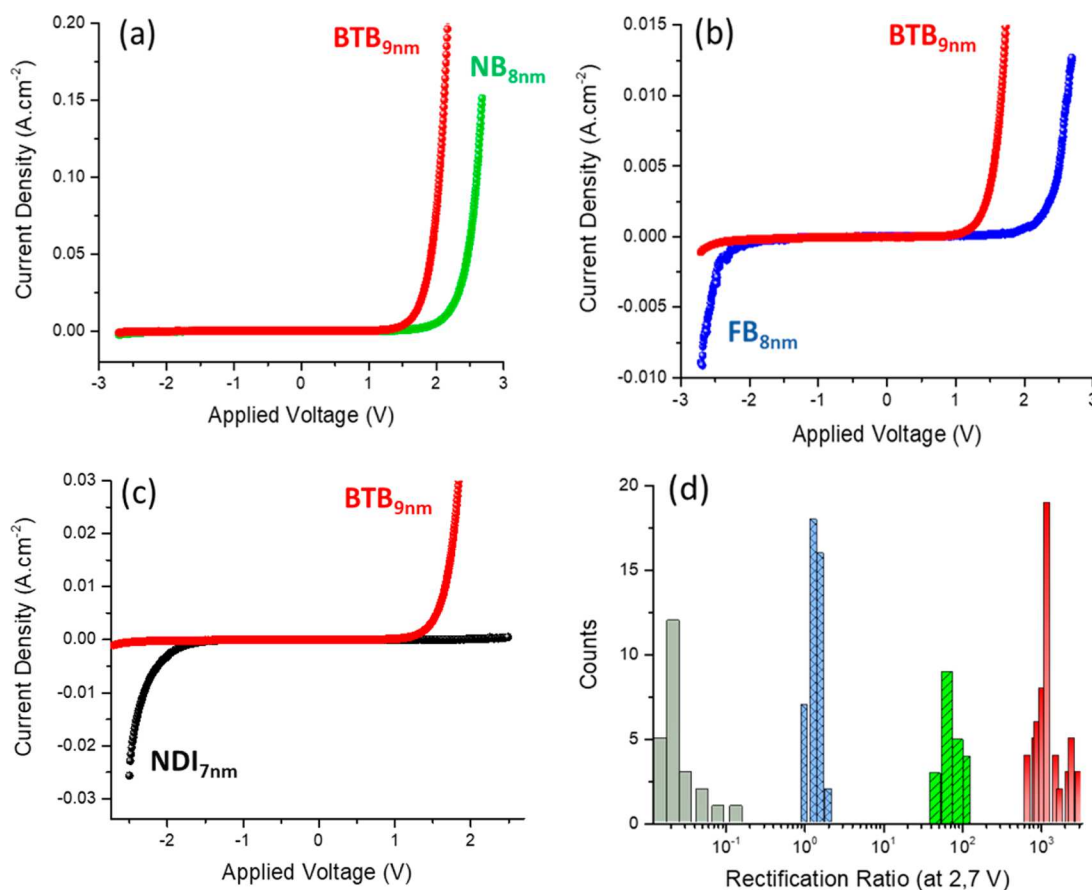 (a)
BTB9nm
NB8nm
Current Density (A.cm-2)
0.20
0.15
0.10
0.05
0.00
-3 -2 -1 0 1 2 3
Applied Voltage (V)
(b)
BTB9nm
FB8nm
Current Density (A.cm-2)
0.015
0.010
0.005
0.000
-0.005
-0.010
-3 -2 -1 0 1 2 3
Applied Voltage (V)
(c)
BTB9nm
NDI7nm
Current Density (A.cm-2)
0.03
0.02
0.01
0.00
-0.01
-0.02
-0.03
-2 -1 0 1 2
Applied Voltage (V)
(d)
Counts
20
15
10
5
0
10-1 100 101 102 103
Rectification Ratio (at 2,7 V)